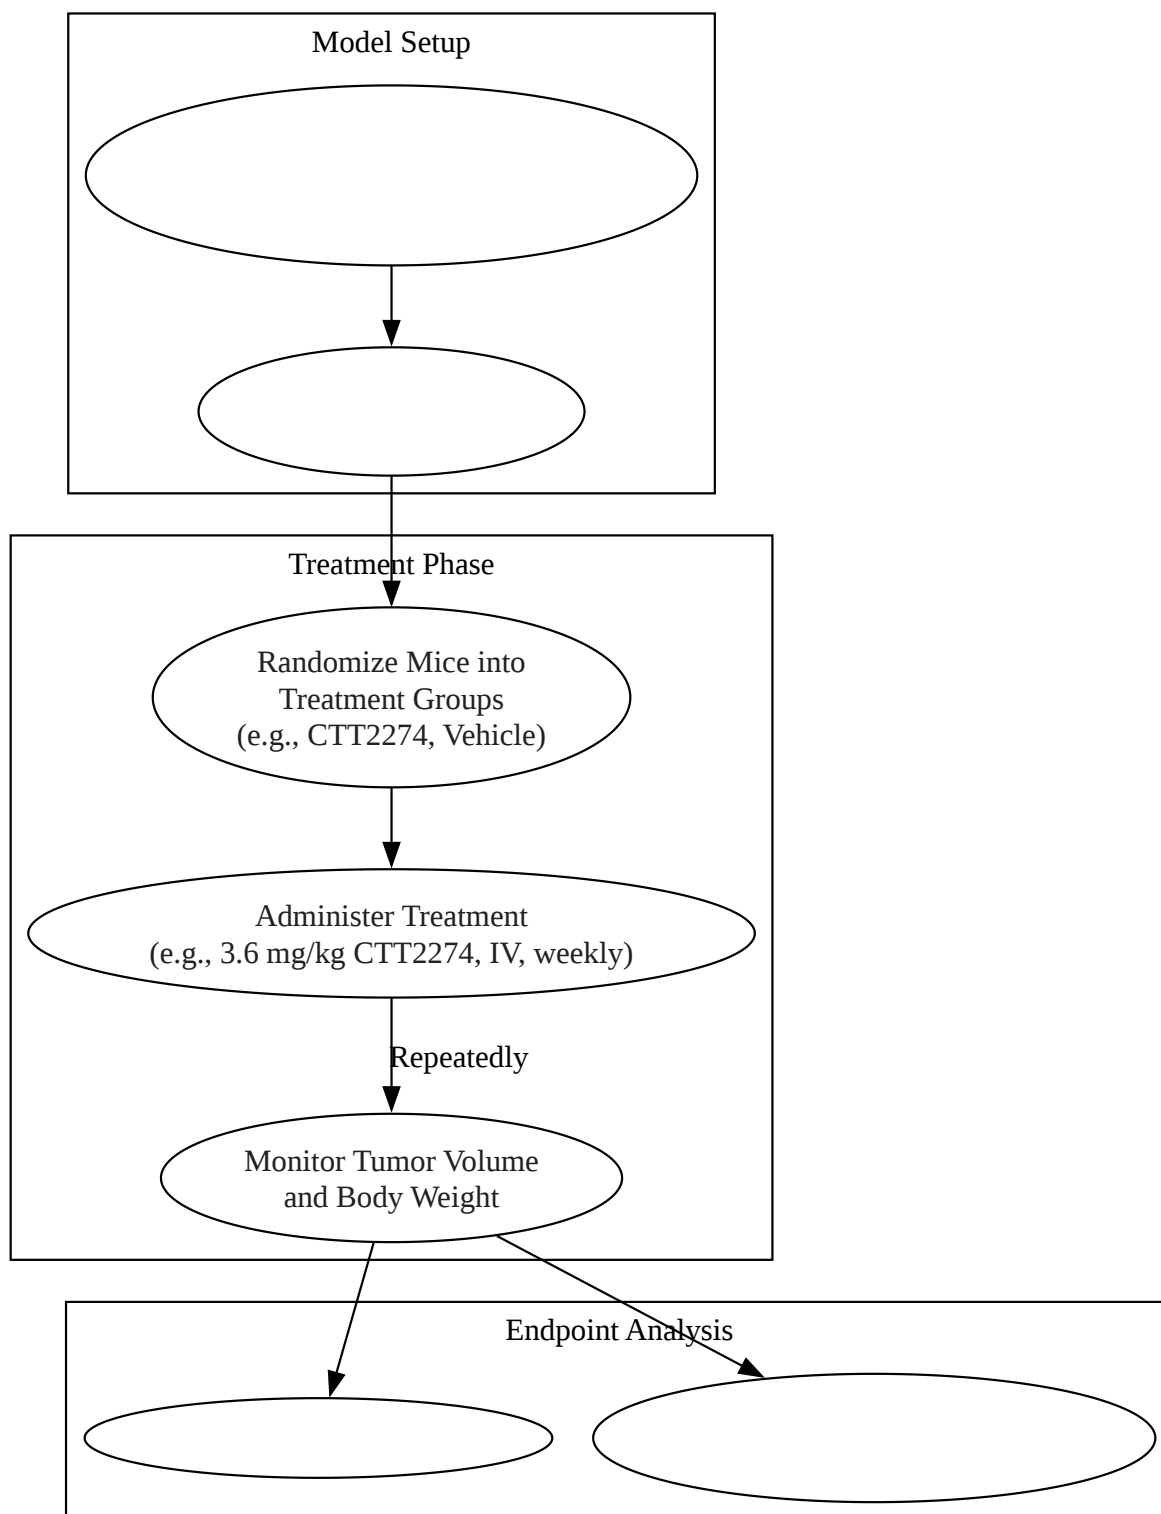 Model Setup
Treatment Phase
Randomize Mice into
Treatment Groups
(e.g., CTT2274, Vehicle)
Administer Treatment
(e.g., 3.6 mg/kg CTT2274, IV, weekly)
Repeatedly
Monitor Tumor Volume
and Body Weight
Endpoint Analysis